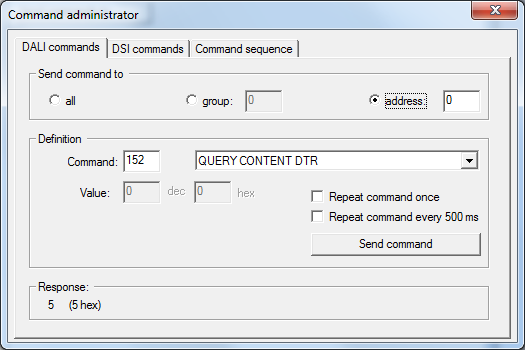 Command administrator
DALI commands DSI commands Command sequence
Send command to
all group: 0 address: 0
Definition
Command: 152 QUERY CONTENT DTR
Value: 0 dec 0 hex
Repeat command once
Repeat command every 500 ms
Send command
Response:
5 (5 hex)